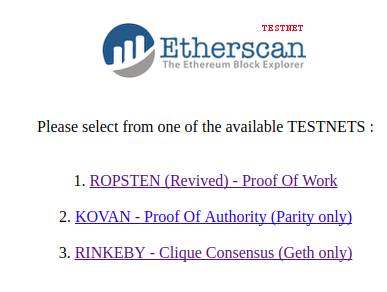 TESTNET
Etherscan
The Ethereum Block Explorer
Please select from one of the available TESTNETS :
1. ROPSTEN (Revived) - Proof Of Work
2. KOVAN - Proof Of Authority (Parity only)
3. RINKEBY - Clique Consensus (Geth only)